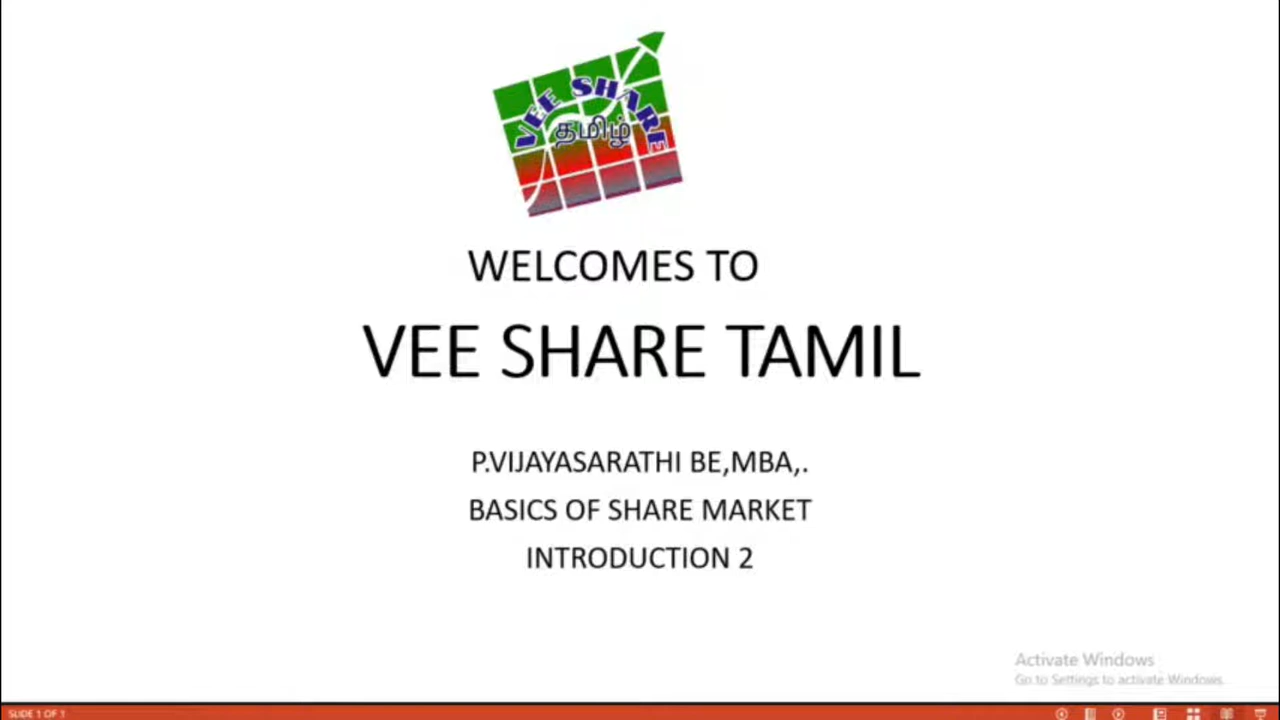 VEE SHARE
தமிழ்
WELCOMES TO
VEE SHARE TAMIL
P.VIJAYASARATHI BE,MBA,.
BASICS OF SHARE MARKET
INTRODUCTION 2
Activate Windows
Go to Settings to activate Windows.
SLIDE 1 OF 1